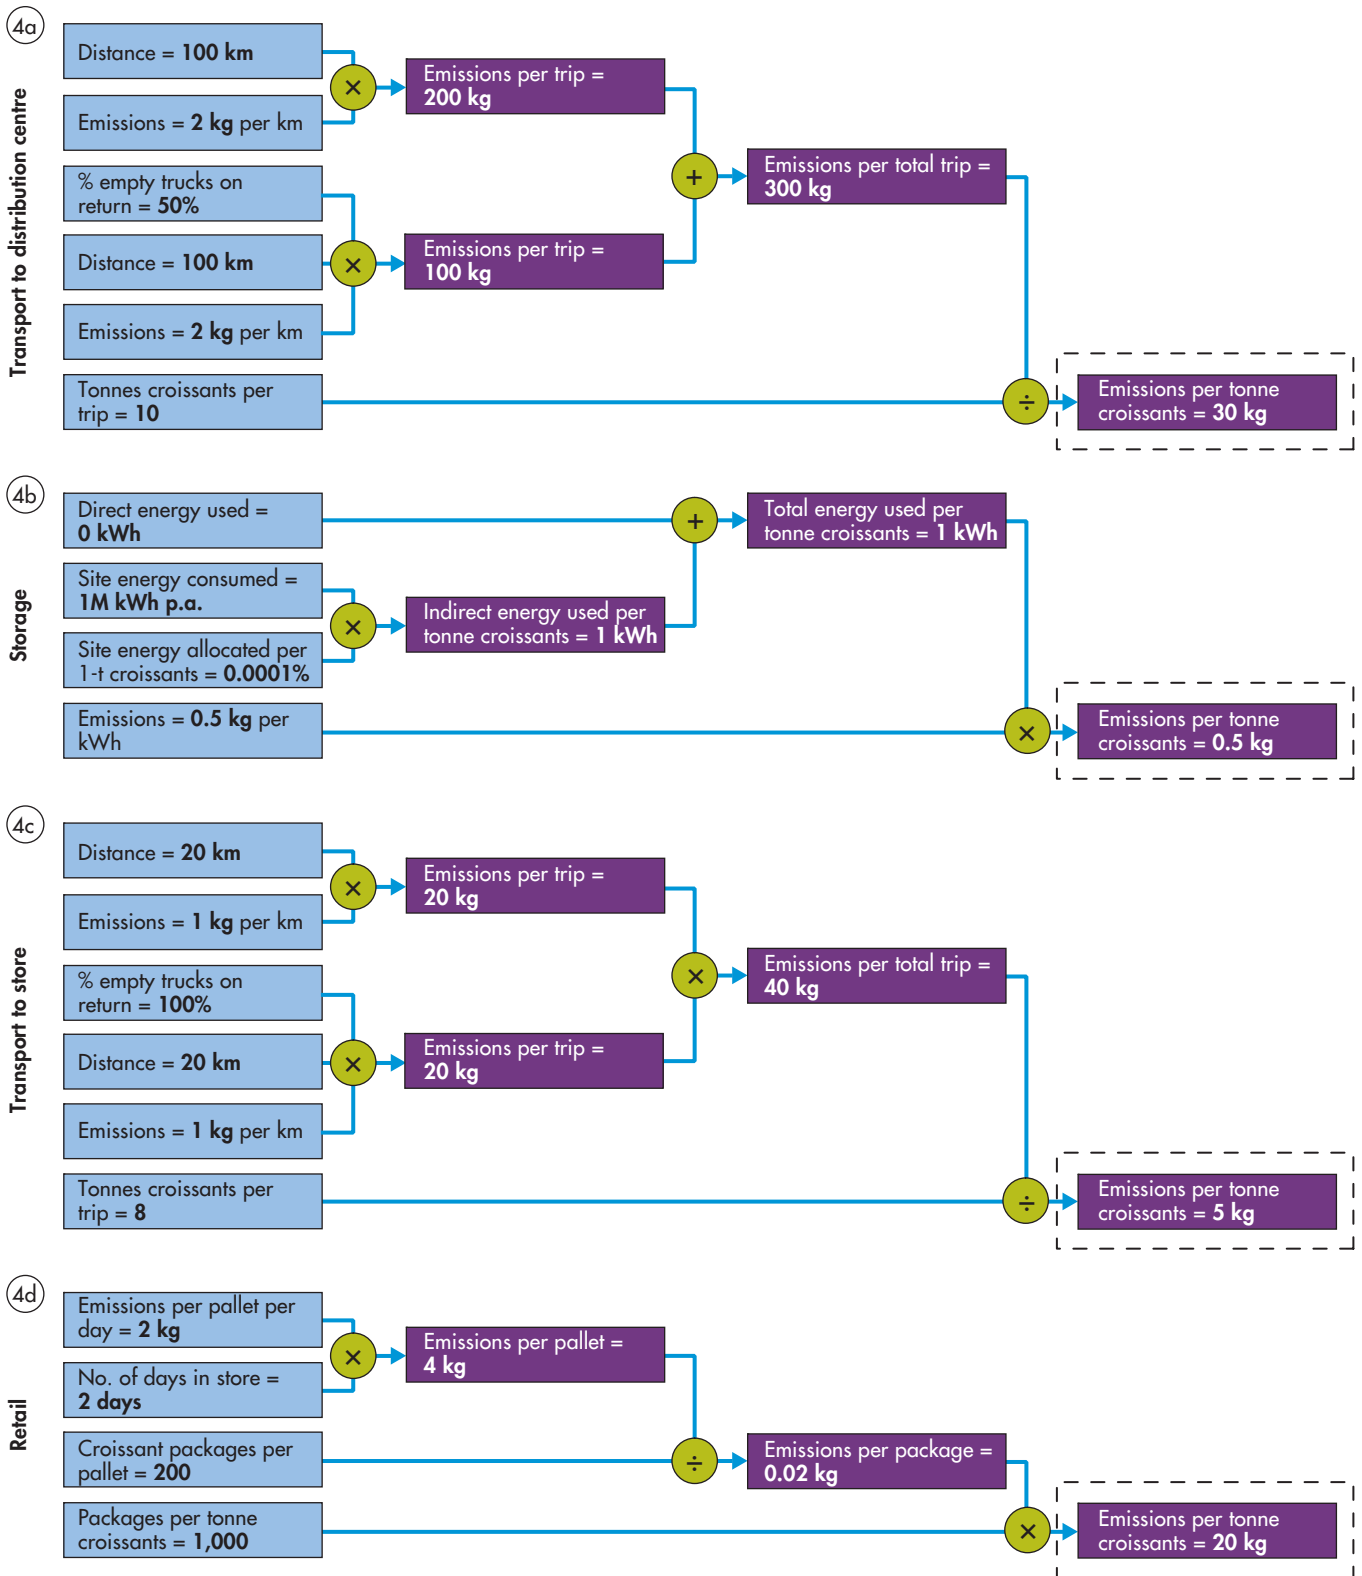 4a
Transport to distribution centre
Distance = 100 km
Emissions = 2 kg per km
×
Emissions per trip =
200 kg
% empty trucks on
return = 50%
Distance = 100 km
Emissions = 2 kg per km
×
Emissions per trip =
100 kg
+
Emissions per total trip =
300 kg
Tonnes croissants per
trip = 10
÷
Emissions per tonne
croissants = 30 kg
4b
Storage
Direct energy used =
0 kWh
Site energy consumed =
1M kWh p.a.
Site energy allocated per
1-t croissants = 0.0001%
×
Indirect energy used per
tonne croissants = 1 kWh
+
Total energy used per
tonne croissants = 1 kWh
Emissions = 0.5 kg per
kWh
×
Emissions per tonne
croissants = 0.5 kg
4c
Transport to store
Distance = 20 km
Emissions = 1 kg per km
×
Emissions per trip =
20 kg
% empty trucks on
return = 100%
Distance = 20 km
Emissions = 1 kg per km
×
Emissions per trip =
20 kg
×
Emissions per total trip =
40 kg
Tonnes croissants per
trip = 8
÷
Emissions per tonne
croissants = 5 kg
4d
Retail
Emissions per pallet per
day = 2 kg
No. of days in store =
2 days
×
Emissions per pallet =
4 kg
Croissant packages per
pallet = 200
÷
Emissions per package =
0.02 kg
Packages per tonne
croissants = 1,000
×
Emissions per tonne
croissants = 20 kg